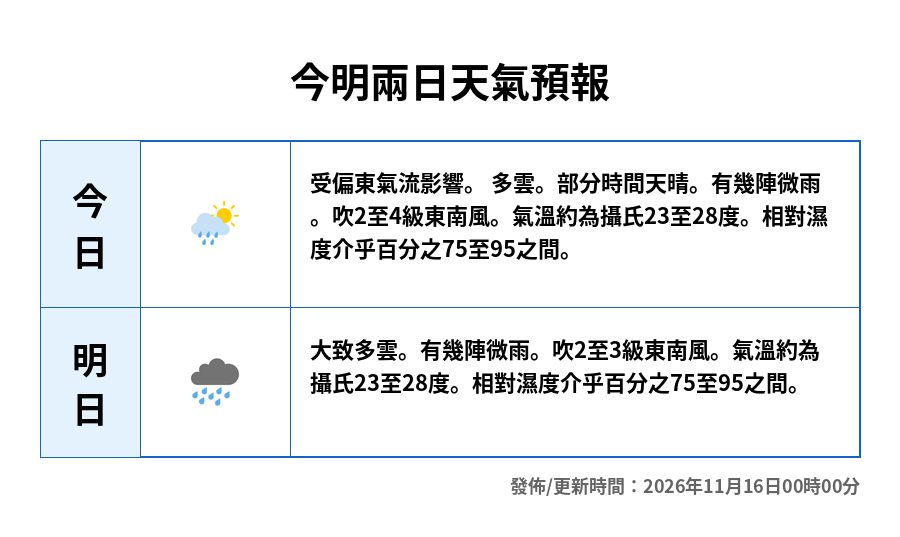 今明兩日天氣預報
今
日
受偏東氣流影響。 多雲。部分時間天晴。有幾陣微雨
。吹2至4級東南風。氣溫約為攝氏23至28度。相對濕
度介乎百分之75至95之間。
明
日
大致多雲。有幾陣微雨。吹2至3級東南風。氣溫約為
攝氏23至28度。相對濕度介乎百分之75至95之間。
發佈/更新時間：2026年11月16日00時00分